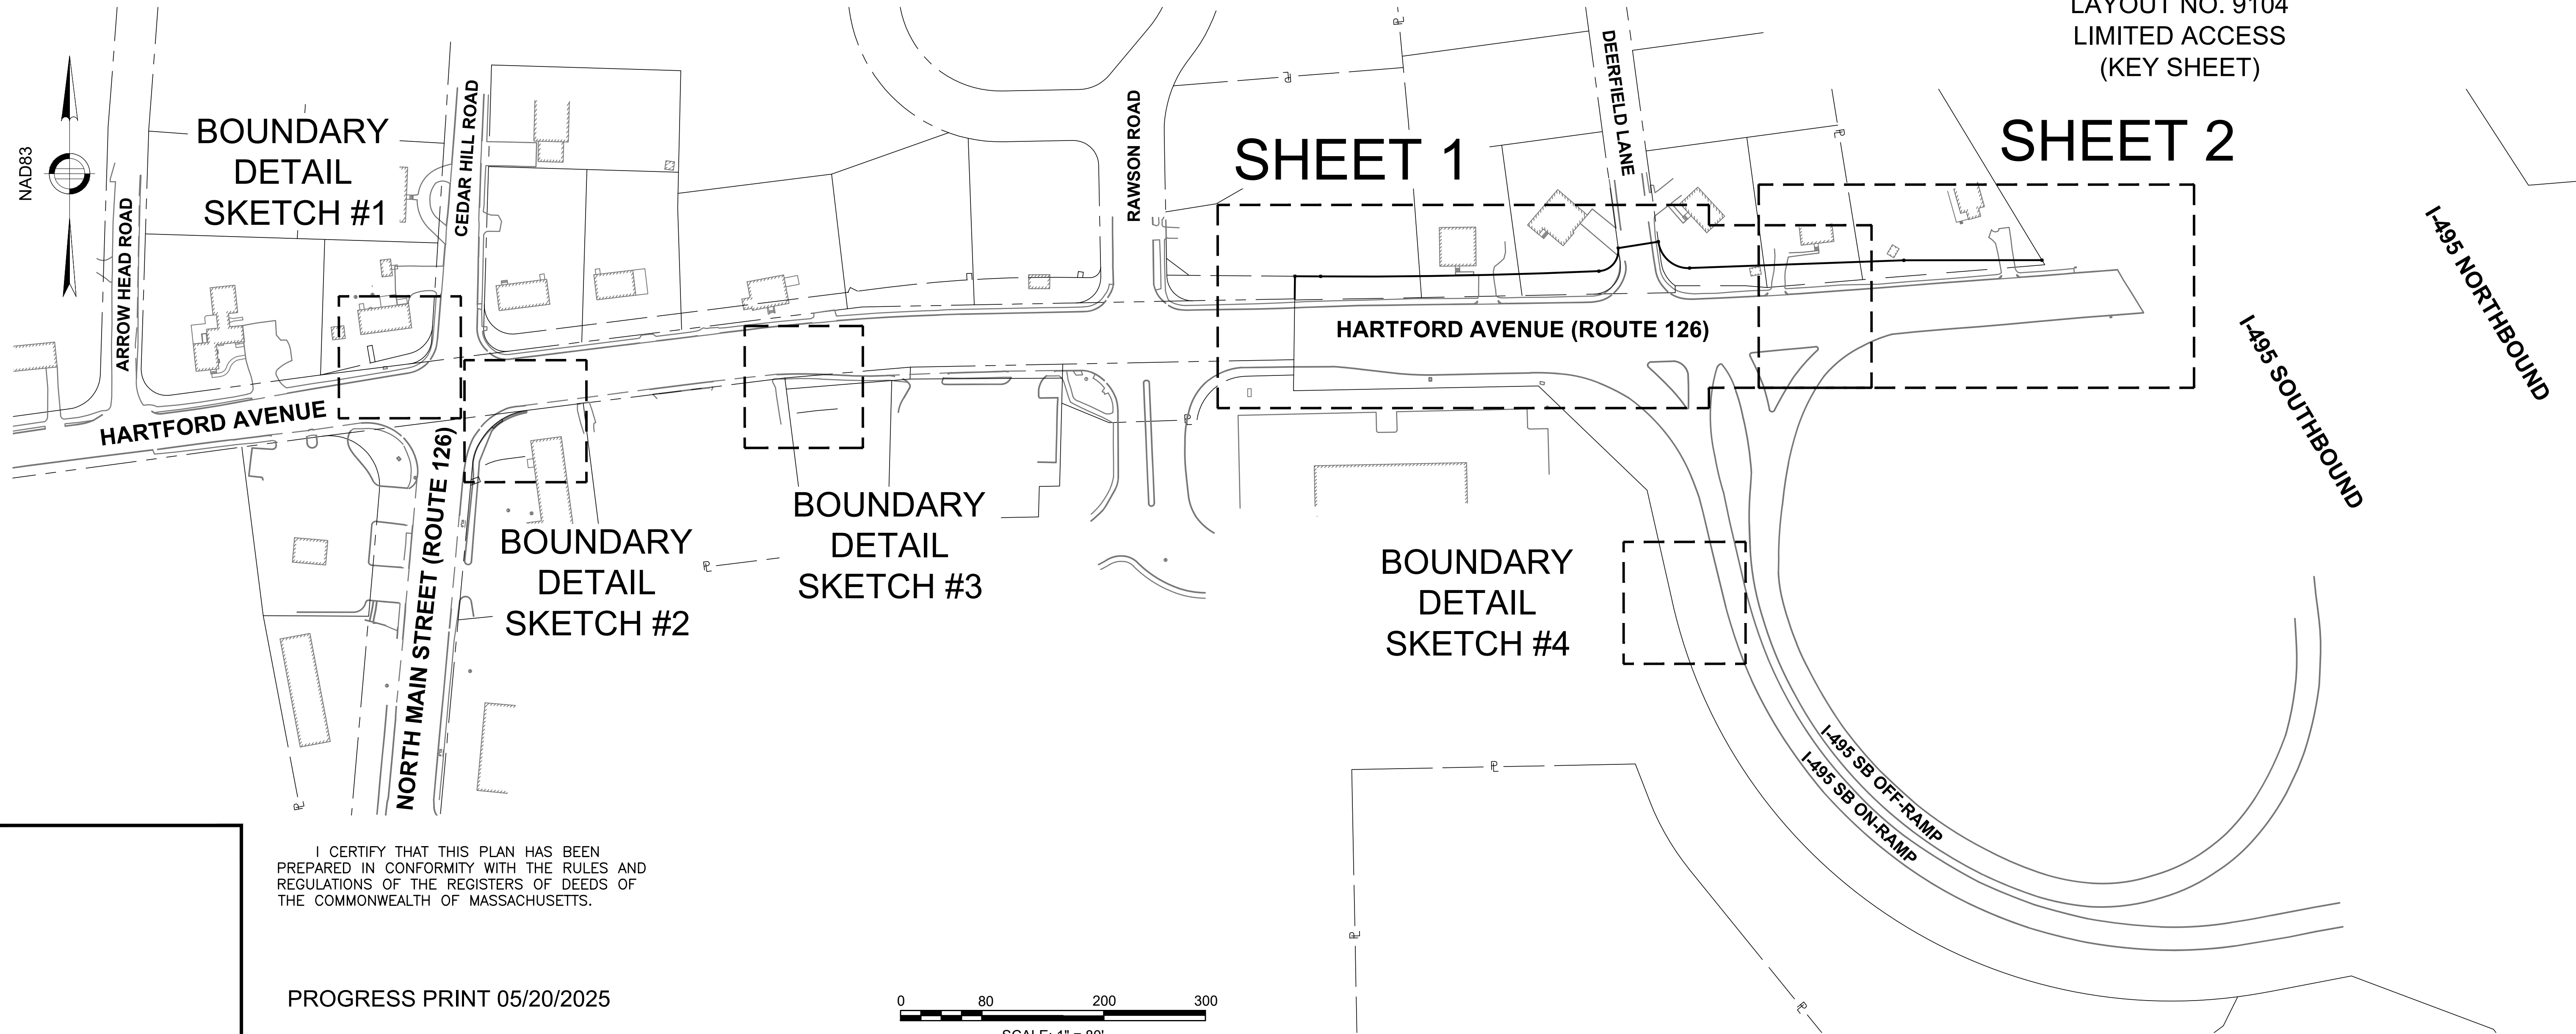 LAYOUT NO. 9104
LIMITED ACCESS
(KEY SHEET)
NAD83
BOUNDARY
DETAIL
SKETCH #1
ARROW HEAD ROAD
CEDAR HILL ROAD
RAWSON ROAD
SHEET 1
DEERFIELD LANE
SHEET 2
I-495 NORTHBOUND
I-495 SOUTHBOUND
HARTFORD AVENUE (ROUTE 126)
HARTFORD AVENUE
NORTH MAIN STREET (ROUTE 126)
BOUNDARY
DETAIL
SKETCH #2
BOUNDARY
DETAIL
SKETCH #3
BOUNDARY
DETAIL
SKETCH #4
I-495 SB OFF-RAMP
I-495 SB ON-RAMP
I CERTIFY THAT THIS PLAN HAS BEEN
PREPARED IN CONFORMITY WITH THE RULES AND
REGULATIONS OF THE REGISTERS OF DEEDS OF
THE COMMONWEALTH OF MASSACHUSETTS.
PROGRESS PRINT 05/20/2025
0 80 200 300
SCALE: 1" = 80'